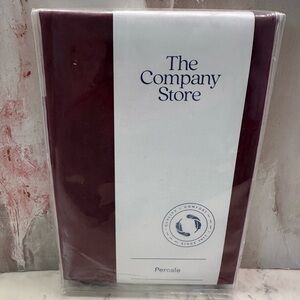 The
Company
Store
Percale